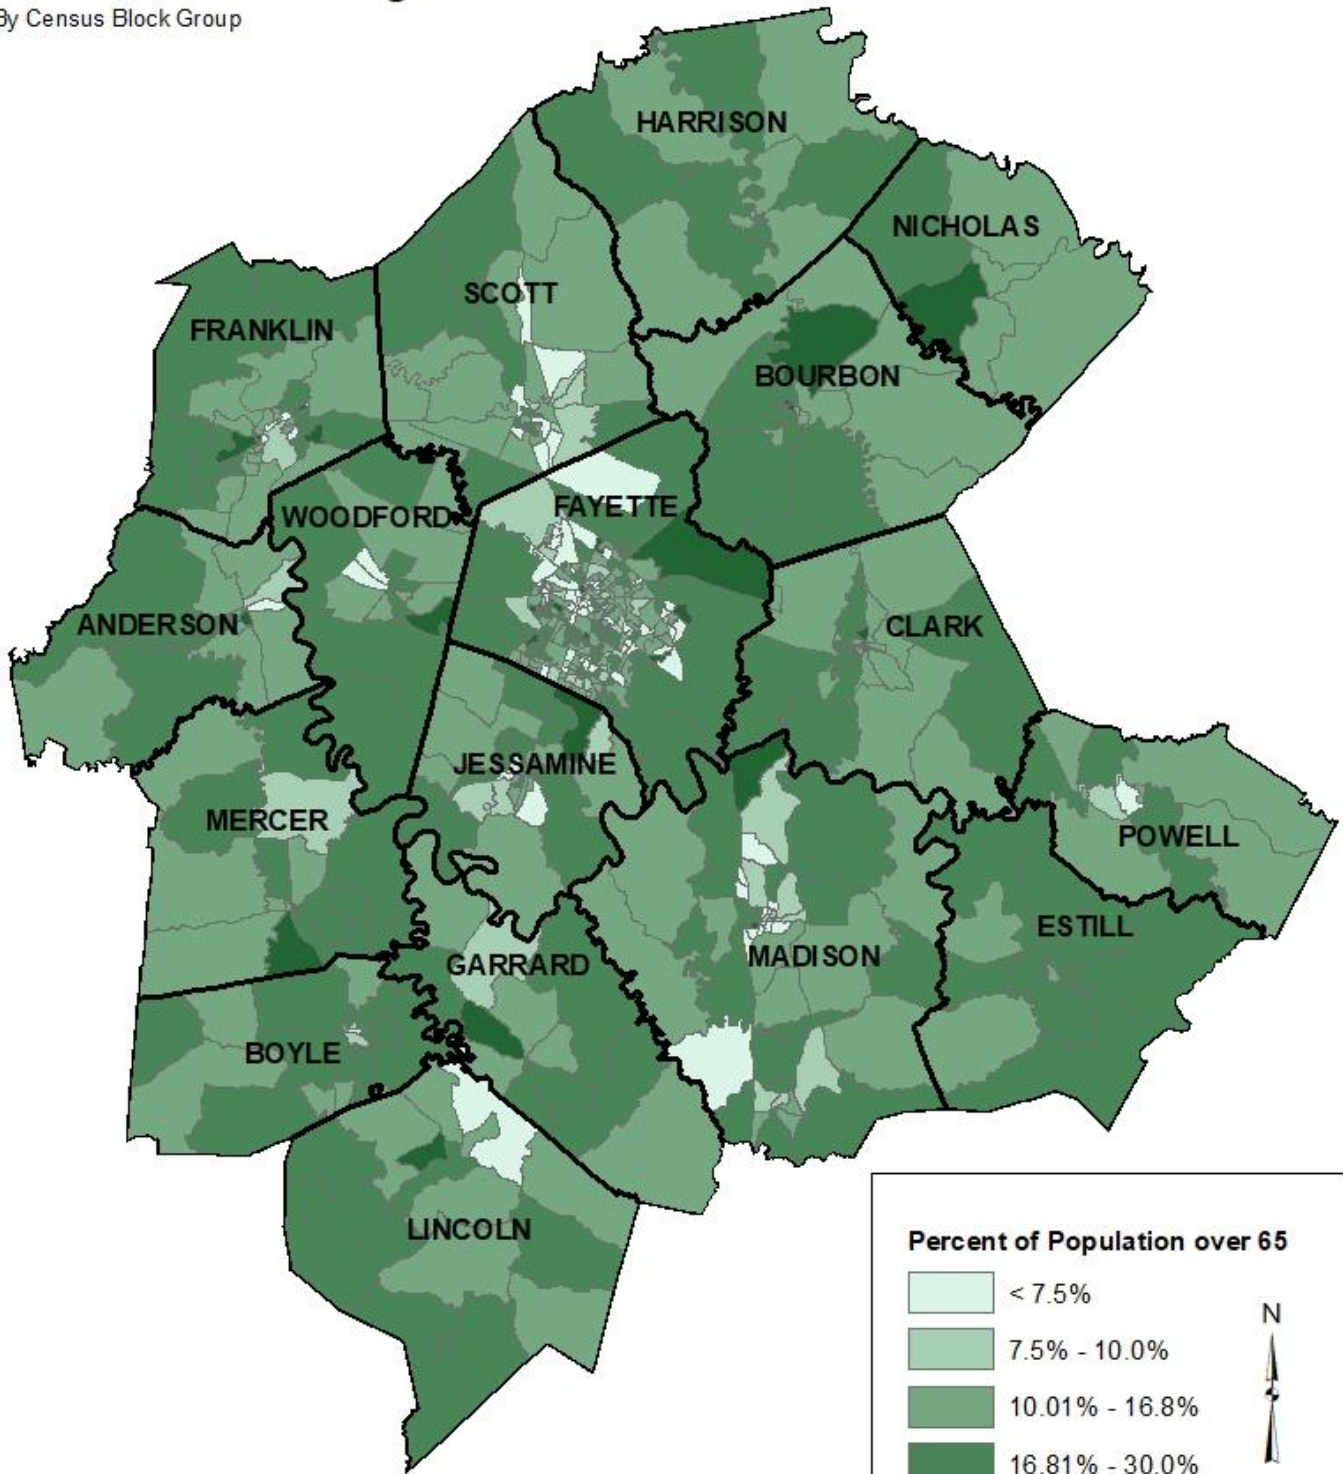 By Census Block Group
HARRISON
NICHOLAS
SCOTT
FRANKLIN
BOURBON
FAYETTE
WOODFORD
ANDERSON
CLARK
JESSAMINE
MERCER
POWELL
ESTILL
MADISON
GARRARD
BOYLE
LINCOLN
Percent of Population over 65
< 7.5%
N
7.5% - 10.0%
10.01% - 16.8%
16.81% - 30.0%